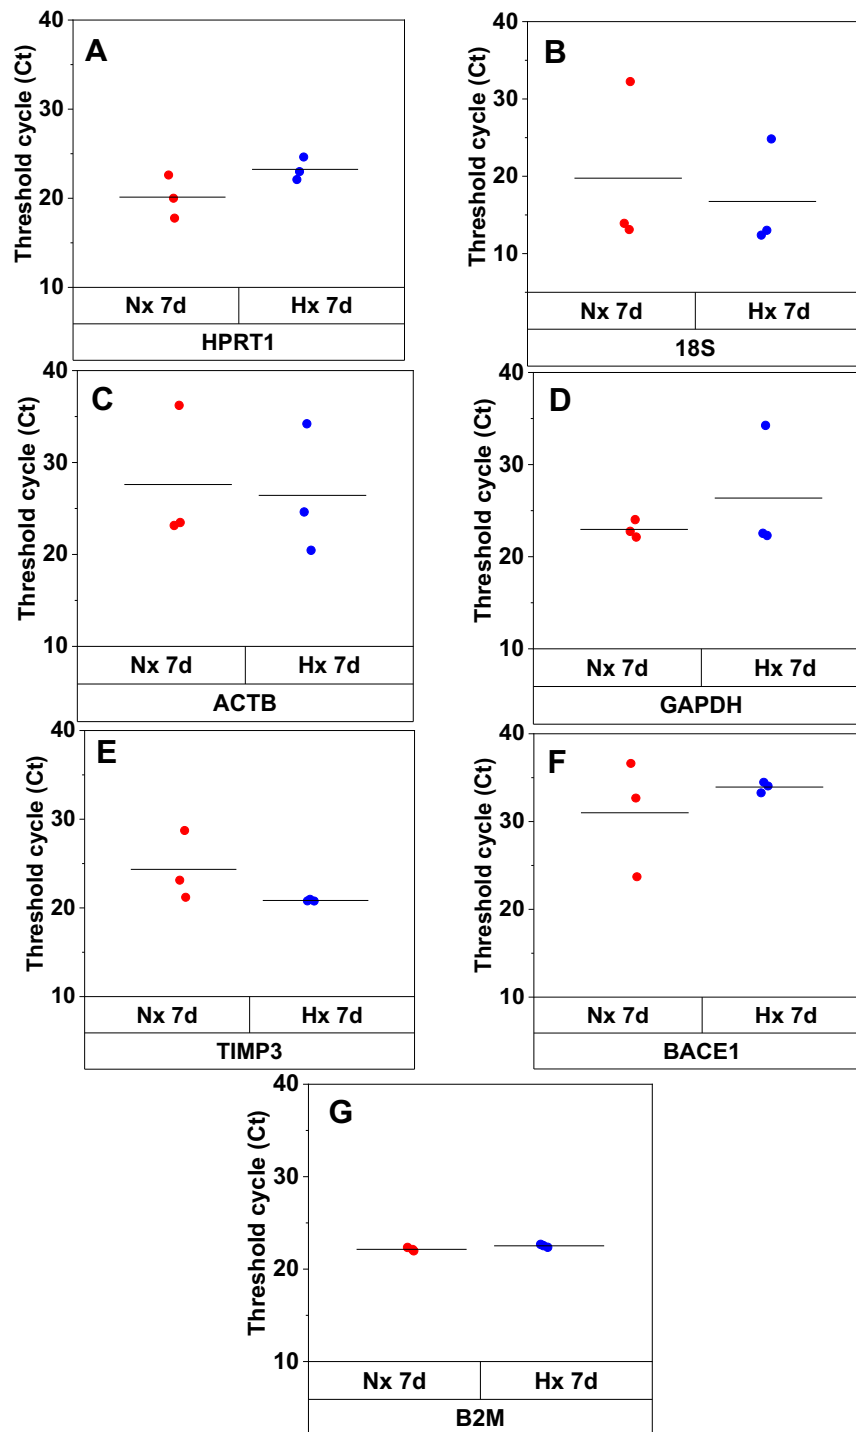 A
Threshold cycle (Ct)
40
30
20
10
Nx 7d Hx 7d
HPRT1
B
Threshold cycle (Ct)
40
30
20
10
Nx 7d Hx 7d
18S
C
Threshold cycle (Ct)
40
30
20
10
Nx 7d Hx 7d
ACTB
D
Threshold cycle (Ct)
40
30
20
10
Nx 7d Hx 7d
GAPDH
E
Threshold cycle (Ct)
40
30
20
10
Nx 7d Hx 7d
TIMP3
F
Threshold cycle (Ct)
40
30
20
10
Nx 7d Hx 7d
BACE1
G
Threshold cycle (Ct)
40
30
20
10
Nx 7d Hx 7d
B2M